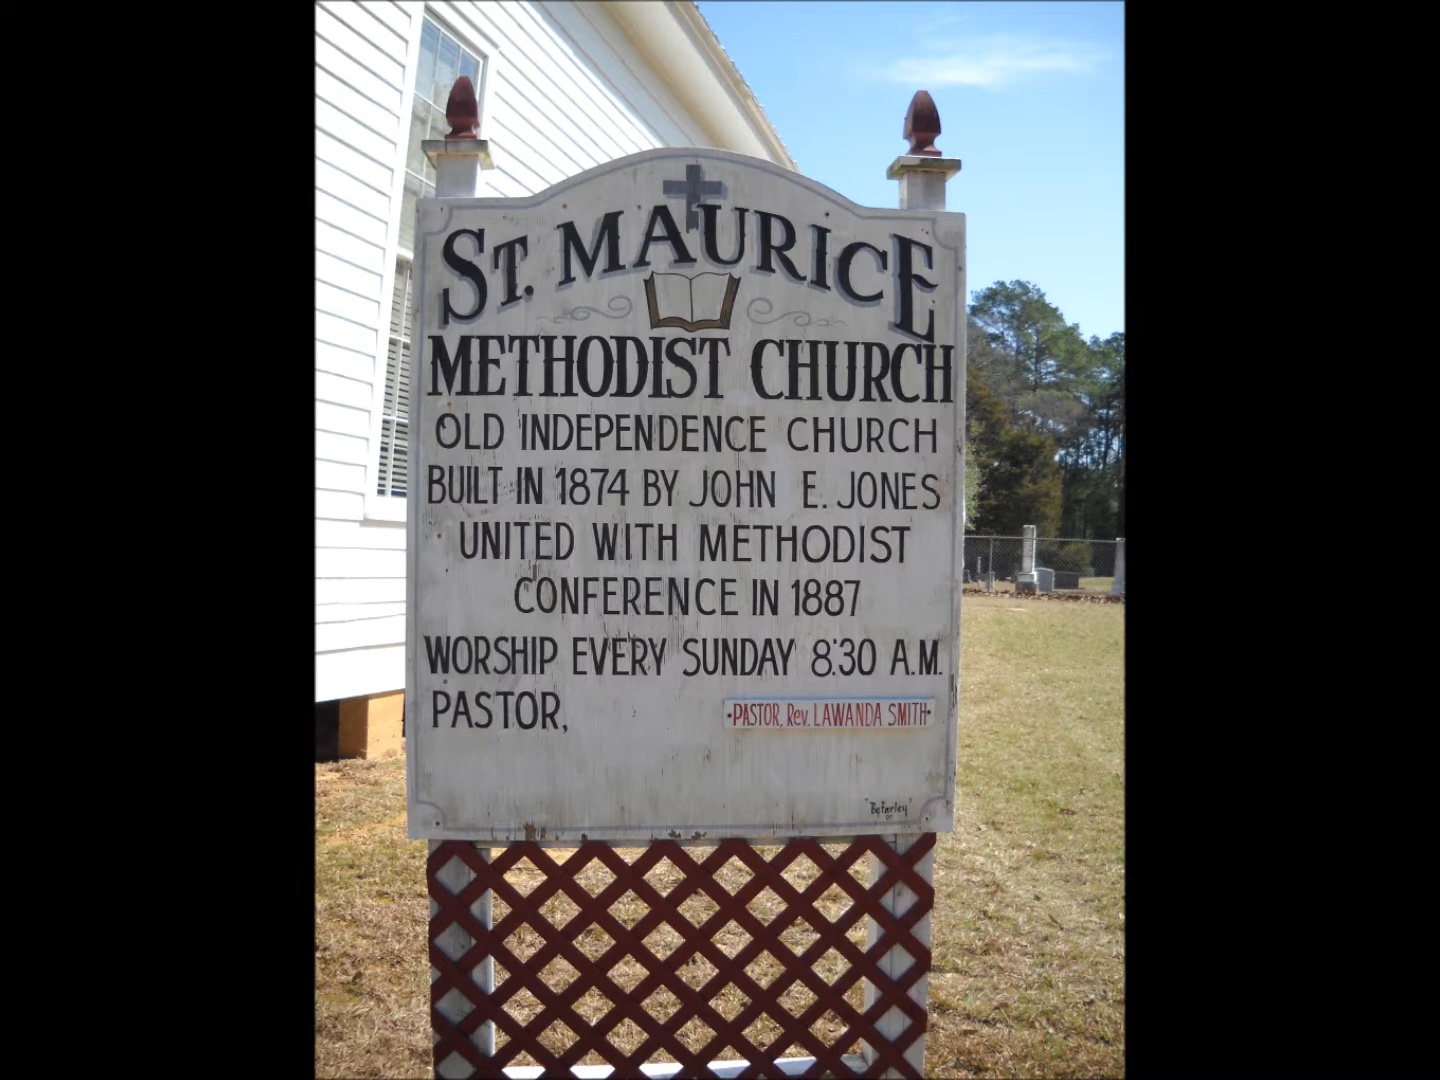 ST. MAURICE
METHODIST CHURCH
OLD INDEPENDENCE CHURCH
BUILT IN 1874 BY JOHN E. JONES
UNITED WITH METHODIST
CONFERENCE IN 1887
WORSHIP EVERY SUNDAY 8:30 A.M.
PASTOR,
•PASTOR, Rev. LAWANDA SMITH•